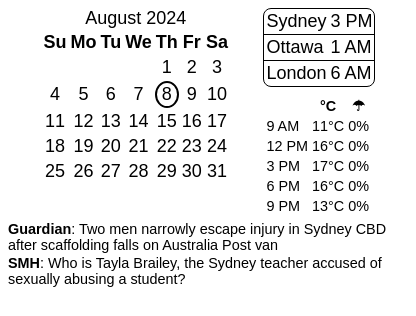 August 2024
Su Mo Tu We Th Fr Sa
1 2 3
4 5 6 7 8 9 10
11 12 13 14 15 16 17
18 19 20 21 22 23 24
25 26 27 28 29 30 31
Sydney 3 PM
Ottawa 1 AM
London 6 AM
°C ☂
9 AM 11°C 0%
12 PM 16°C 0%
3 PM 17°C 0%
6 PM 16°C 0%
9 PM 13°C 0%
Guardian: Two men narrowly escape injury in Sydney CBD
after scaffolding falls on Australia Post van
SMH: Who is Tayla Brailey, the Sydney teacher accused of
sexually abusing a student?